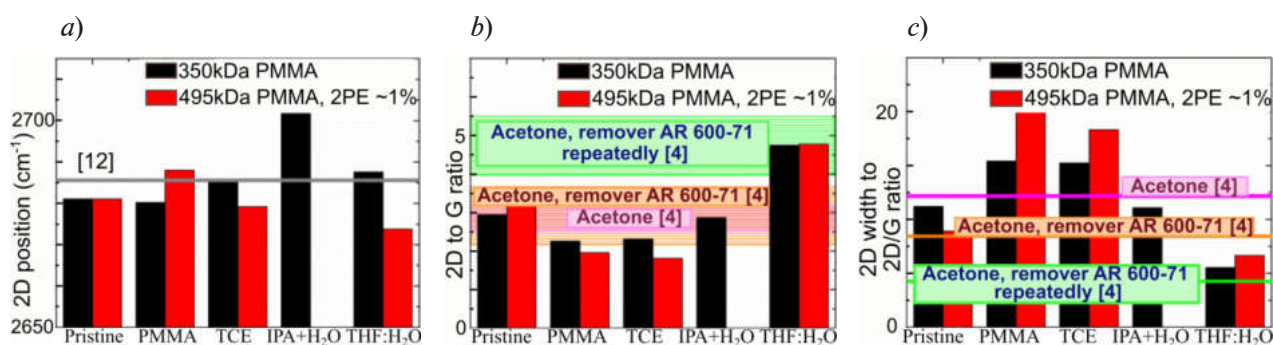 a)
350kDa PMMA
495kDa PMMA, 2PE ~1%
2700
[12]
2D position (cm⁻¹)
2650
Pristine PMMA TCE IPA+H₂O THF:H₂O
b)
350kDa PMMA
495kDa PMMA, 2PE ~1%
5
Acetone, remover AR 600-71
repeatedly [4]
Acetone, remover AR 600-71 [4]
Acetone [4]
2D to G ratio
0
Pristine PMMA TCE IPA+H₂O THF:H₂O
c)
350kDa PMMA
495kDa PMMA, 2PE ~1%
20
Acetone [4]
Acetone, remover AR 600-71 [4]
Acetone, remover AR 600-71
repeatedly [4]
2D width to
2D/G ratio
0
Pristine PMMA TCE IPA+H₂O THF:H₂O